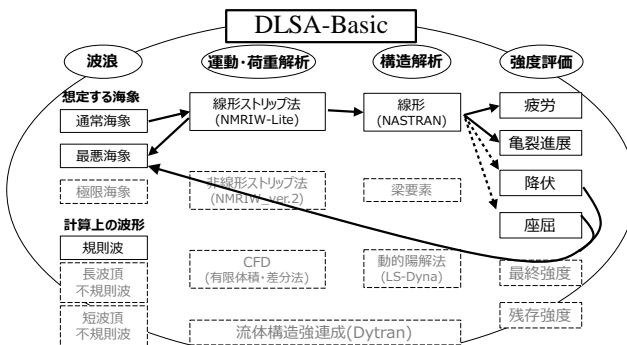 DLSA-Basic
波浪
運動・荷重解析
構造解析
強度評価
想定する海象
通常海象
線形ストリップ法
(NMRIW-Lite)
線形
(NASTRAN)
疲労
亀裂進展
最悪海象
降伏
極限海象
非線形ストリップ法
(NMRIW_ver.2)
梁要素
座屈
計算上の波形
規則波
長波頂
不規則波
CFD
(有限体積・差分法)
動的陽解法
(LS-Dyna)
最終強度
短波頂
不規則波
流体構造強連成(Dytran)
残存強度